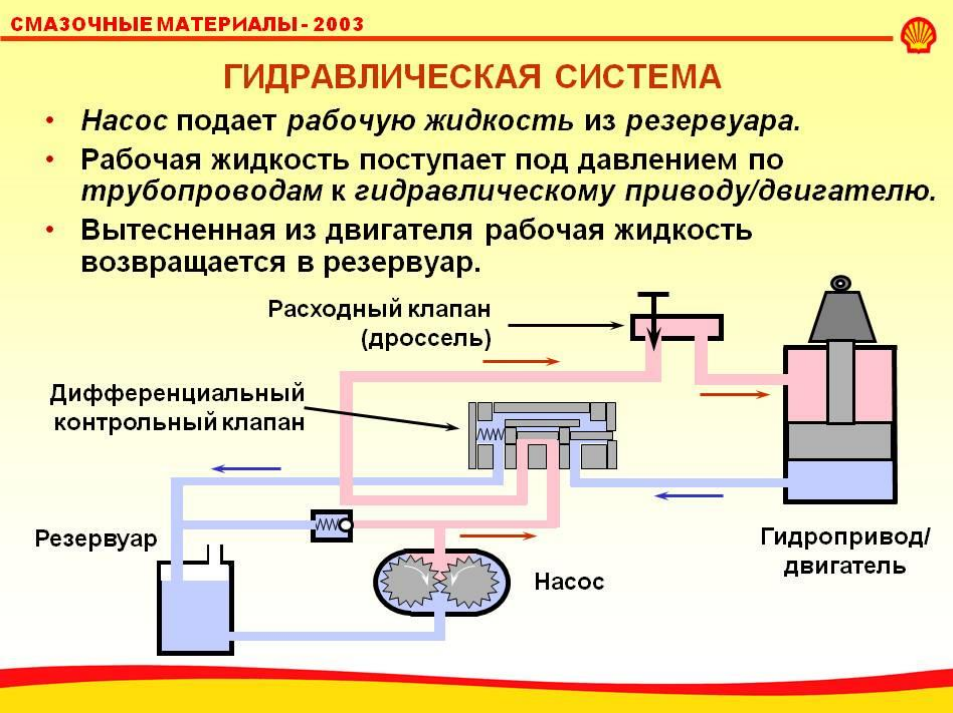 СМАЗОЧНЫЕ МАТЕРИАЛЫ - 2003
ГИДРАВЛИЧЕСКАЯ СИСТЕМА
• Насос подает рабочую жидкость из резервуара.
• Рабочая жидкость поступает под давлением по
трубопроводам к гидравлическому приводу/двигателю.
• Вытесненная из двигателя рабочая жидкость
возвращается в резервуар.
Расходный клапан
(дроссель)
Дифференциальный
контрольный клапан
Резервуар
Насос
Гидропривод/
двигатель